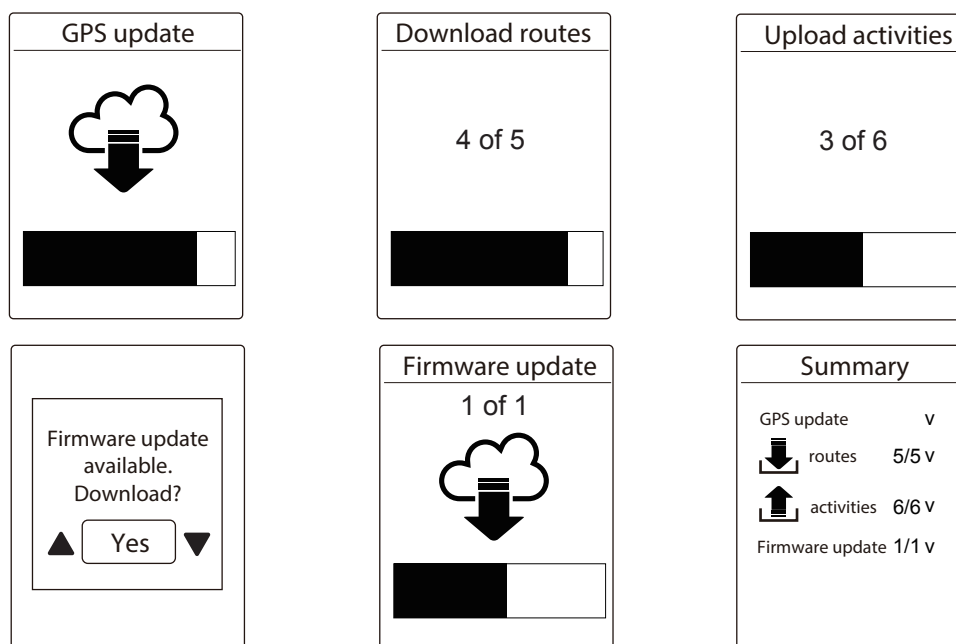 GPS update
Download routes
4 of 5
Upload activities
3 of 6
Firmware update
available.
Download?
Yes
Firmware update
1 of 1
Summary
GPS update v
routes 5/5 v
activities 6/6 v
Firmware update 1/1 v